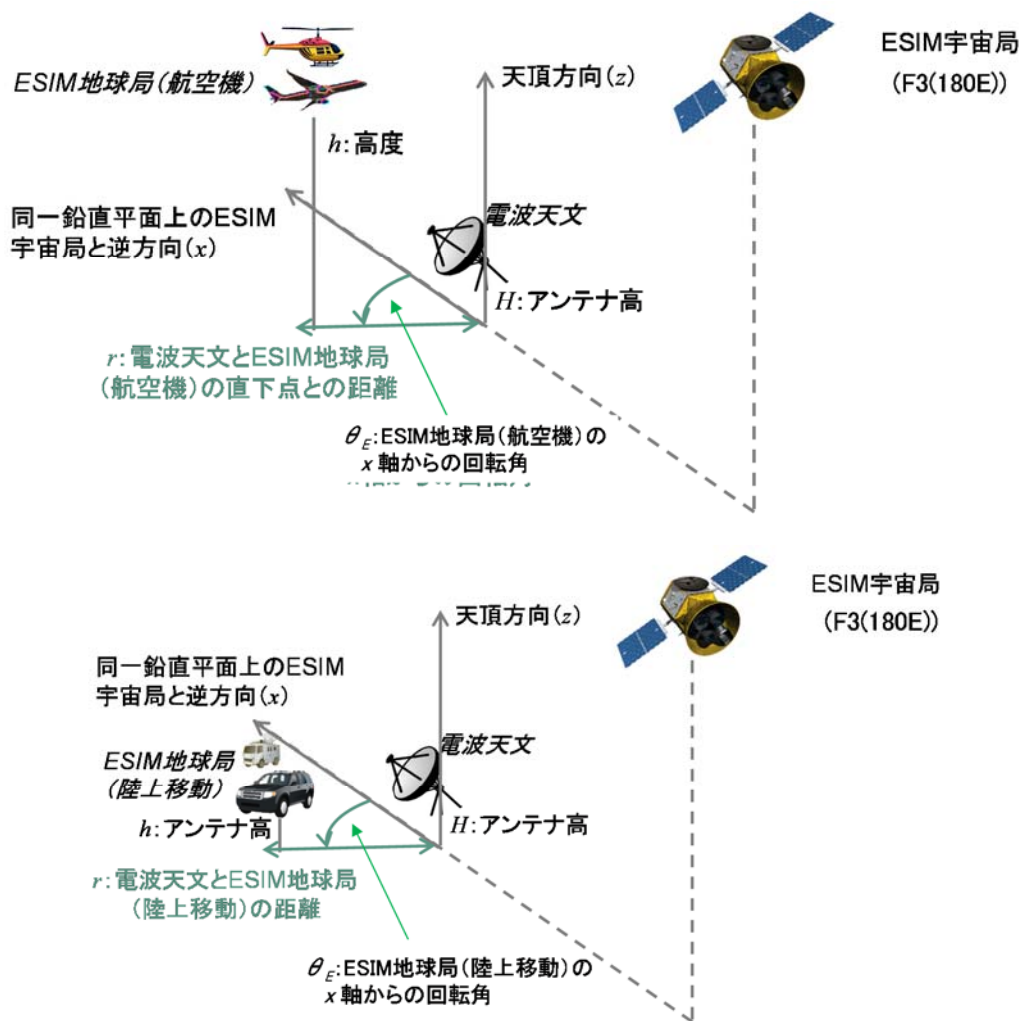 ESIM地球局(航空機)
ESIM宇宙局
(F3(180E))
天頂方向(z)
h:高度
同一鉛直平面上のESIM
宇宙局と逆方向(x)
電波天文
H:アンテナ高
r:電波天文とESIM地球局
(航空機)の直下点との距離
θE:ESIM地球局(航空機)の
x 軸からの回転角
ESIM宇宙局
(F3(180E))
天頂方向(z)
同一鉛直平面上のESIM
宇宙局と逆方向(x)
ESIM地球局
(陸上移動)
電波天文
h:アンテナ高
H:アンテナ高
r:電波天文とESIM地球局
(陸上移動)の距離
θE:ESIM地球局(陸上移動)の
x 軸からの回転角